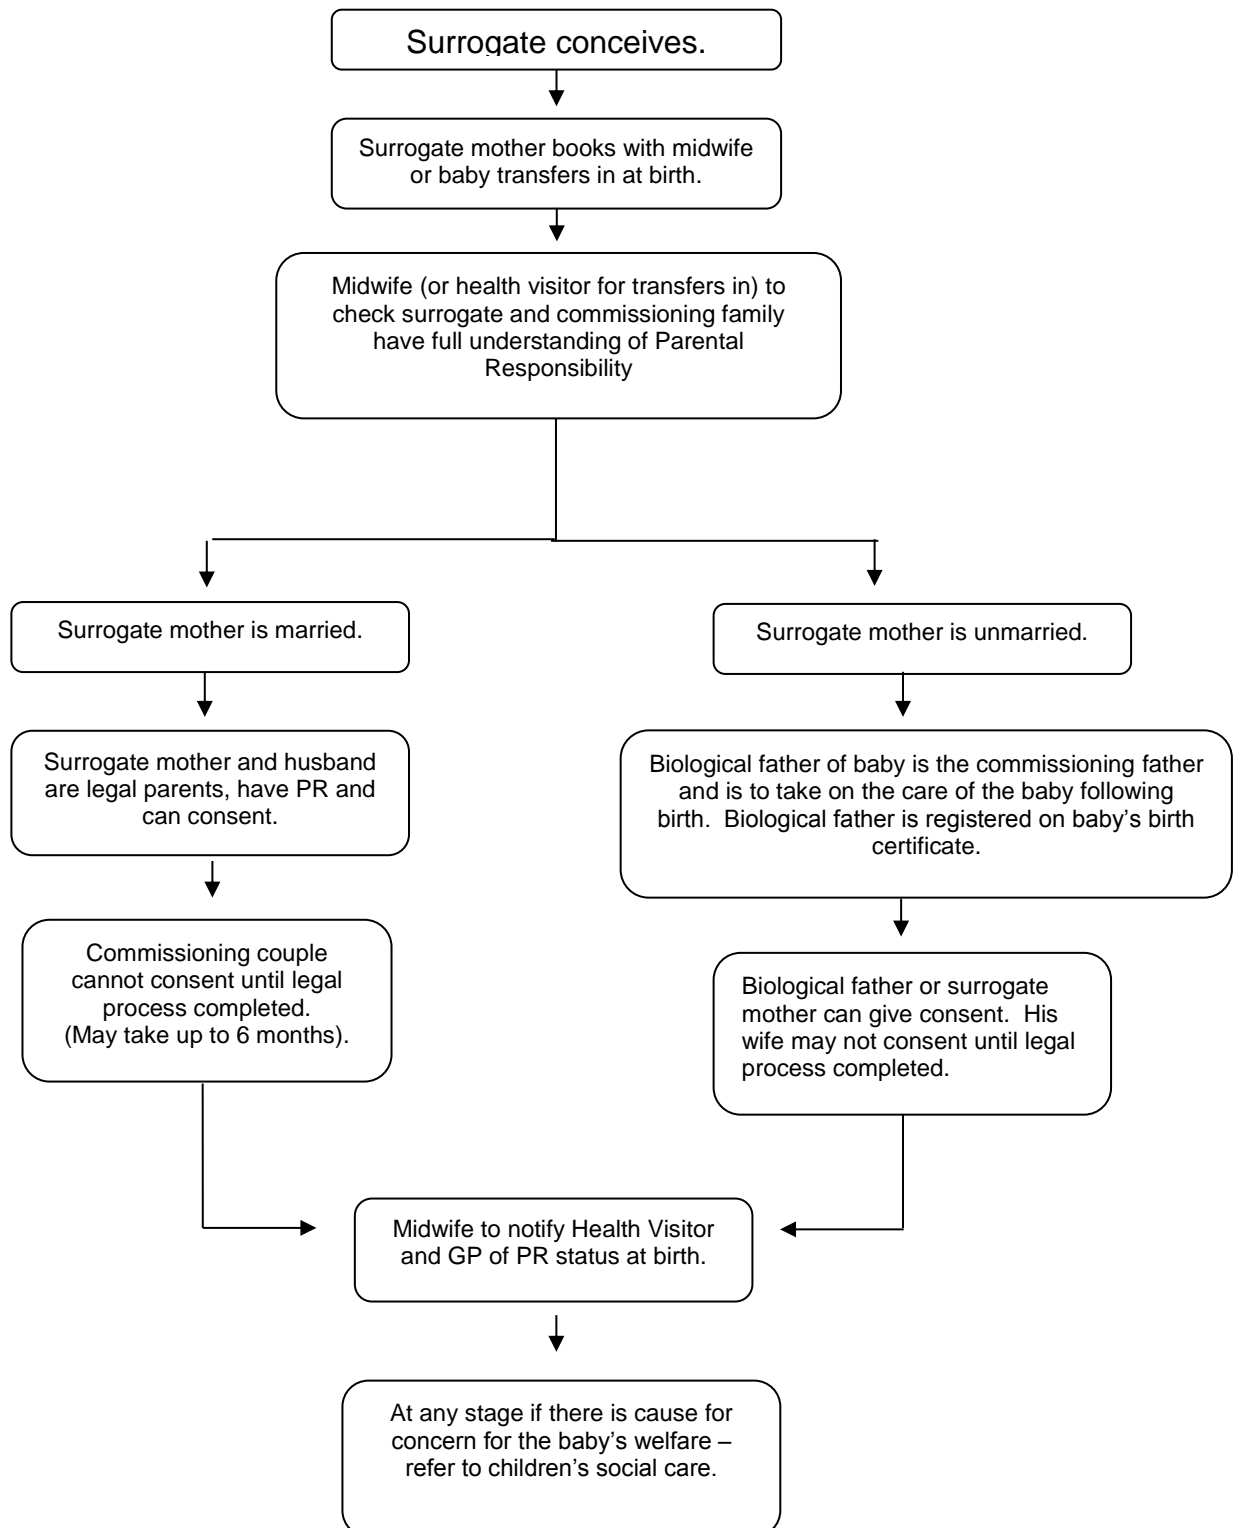 Surrogate conceives.
Surrogate mother books with midwife
or baby transfers in at birth.
Midwife (or health visitor for transfers in) to
check surrogate and commissioning family
have full understanding of Parental
Responsibility
Surrogate mother is married.
Surrogate mother is unmarried.
Surrogate mother and husband
are legal parents, have PR and
can consent.
Biological father of baby is the commissioning father
and is to take on the care of the baby following
birth.  Biological father is registered on baby’s birth
certificate.
Commissioning couple
cannot consent until legal
process completed.
(May take up to 6 months).
Biological father or surrogate
mother can give consent.  His
wife may not consent until legal
process completed.
Midwife to notify Health Visitor
and GP of PR status at birth.
At any stage if there is cause for
concern for the baby’s welfare –
refer to children’s social care.